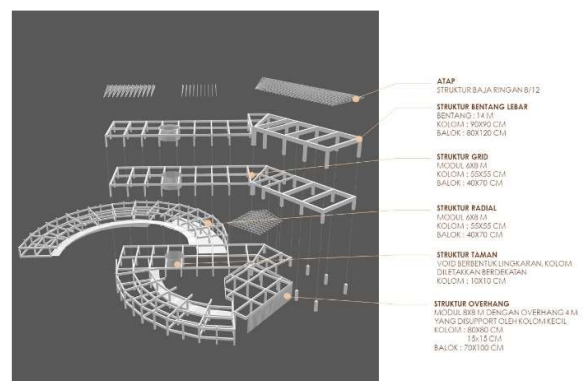 ATAP
STRUKTUR BAJA RINGAN 8/12
STRUKTUR BENTANG LEBAR
BENTANG : 14 M
KOLOM : 90X90 CM
BALOK : 80X120 CM
STRUKTUR GRID
MODUL 6X8 M
KOLOM : 55X55 CM
BALOK : 40X70 CM
STRUKTUR RADIAL
MODUL 6X8 M
KOLOM : 55X55 CM
BALOK : 40X70 CM
STRUKTUR TAMAN
VOID BERBENTUK LINGKARAN, KOLOM
DILETAKKAN BERDEKATAN
KOLOM : 10X10 CM
STRUKTUR OVERHANG
MODUL 8X8 M DENGAN OVERHANG 4 M
YANG DISUPPORT OLEH KOLOM KECIL
KOLOM : 80X80 CM
15x15 CM
BALOK : 70X100 CM